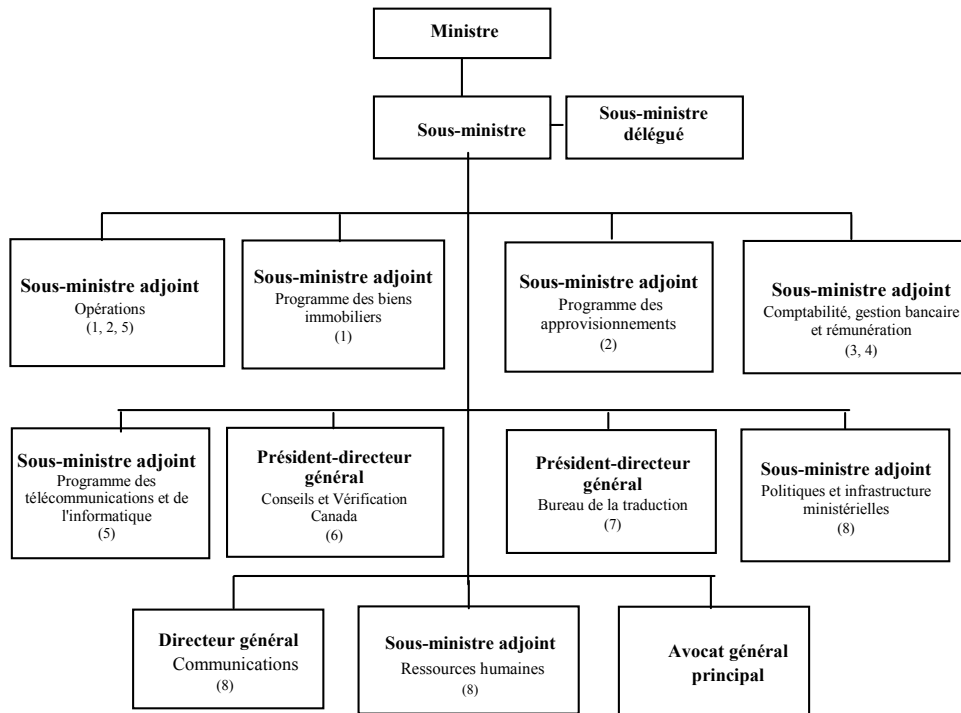 Ministre
Sous-ministre
Sous-ministre
délégué
Sous-ministre adjoint
Opérations
(1, 2, 5)
Sous-ministre adjoint
Programme des biens
immobiliers
(1)
Sous-ministre adjoint
Programme des
approvisionnements
(2)
Sous-ministre adjoint
Comptabilité, gestion bancaire
et rémunération
(3, 4)
Sous-ministre adjoint
Programme des
télécommunications et de
l'informatique
(5)
Président-directeur
général
Conseils et Vérification
Canada
(6)
Président-directeur
général
Bureau de la traduction
(7)
Sous-ministre adjoint
Politiques et infrastructure
ministérielles
(8)
Directeur général
Communications
(8)
Sous-ministre adjoint
Ressources humaines
(8)
Avocat général
principal